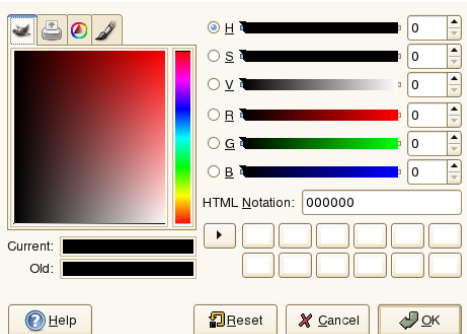 H 0
S 0
V 0
R 0
G 0
B 0
HTML Notation: 000000
Current:
Old:
Help Reset Cancel OK